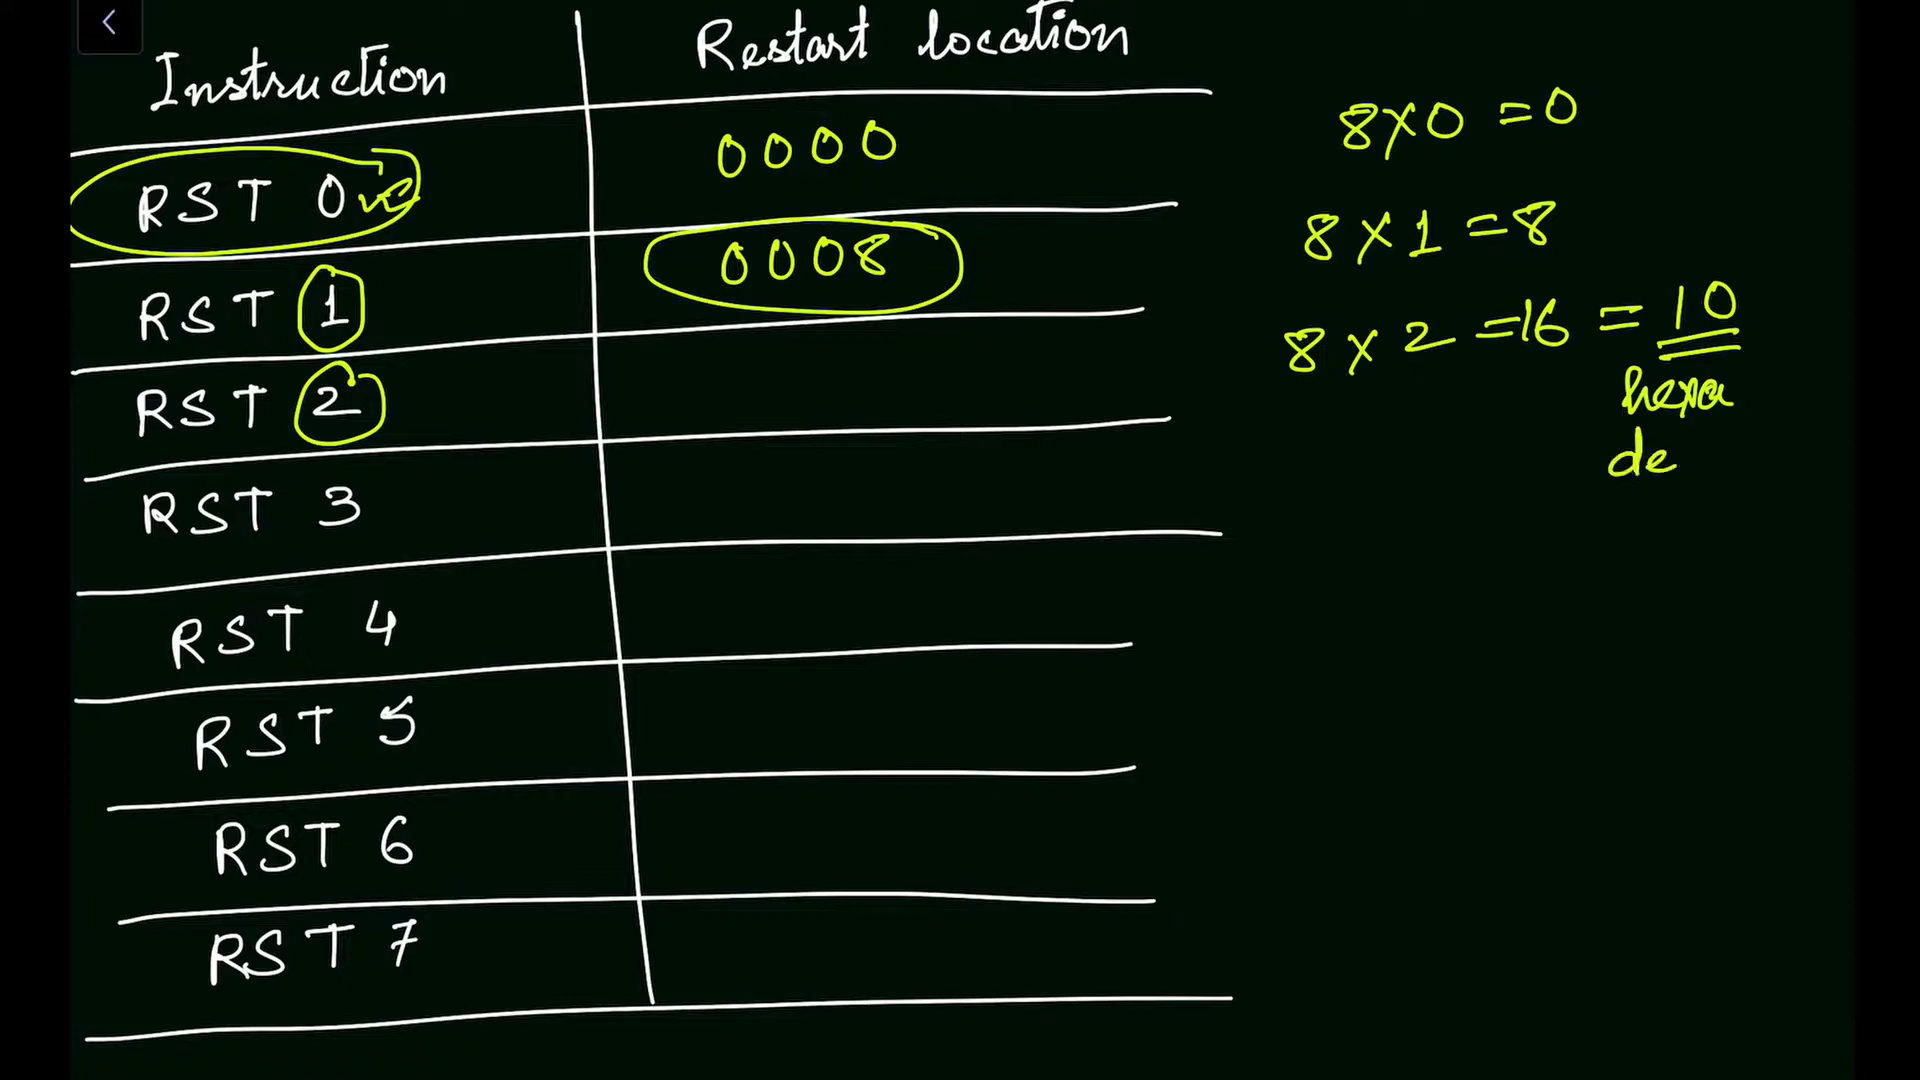 Instruction
Restart location
RST 0
0000
RST 1
0008
RST 2
RST 3
RST 4
RST 5
RST 6
RST 7
8×0 =0
8 × 1 =8
8 × 2 =16 = 10
hexa
de